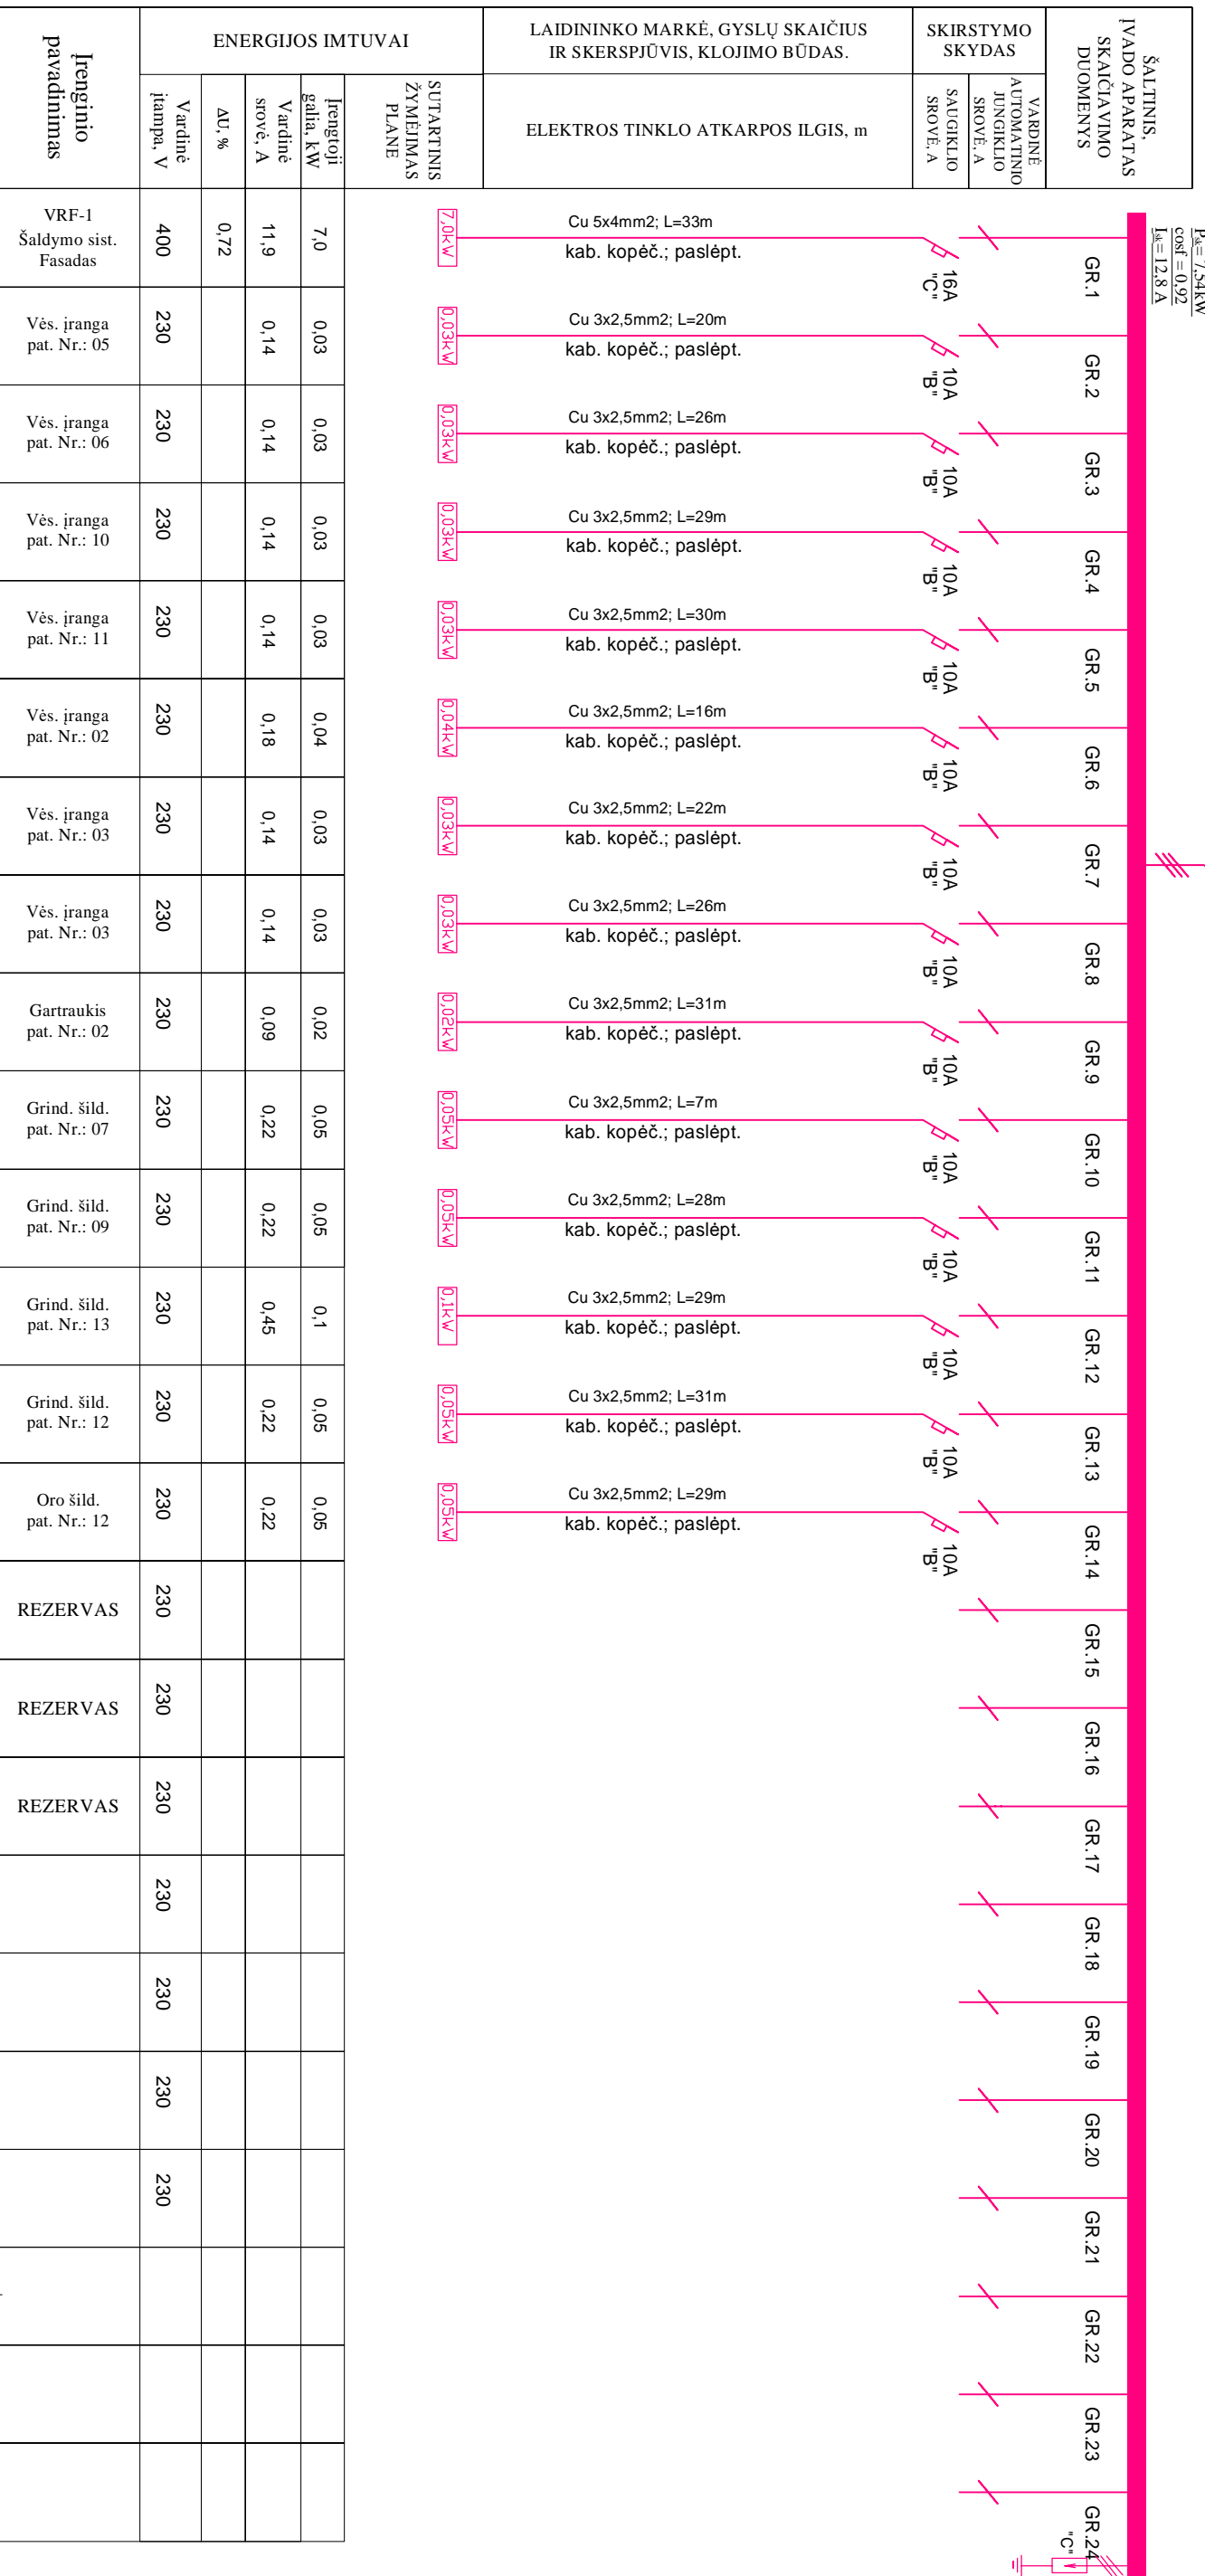 Įrenginio
pavadinimas
ENERGIJOS IMTUVAI
Vardinė
įtampa, V
ΔU, %
Vardinė
srovė, A
Įrengtoji
galia, kW
SUTARTINIS
ŽYMĖJIMAS
PLANE
LAIDININKO MARKĖ, GYSLŲ SKAIČIUS
IR SKERSPJŪVIS, KLOJIMO BŪDAS.
ELEKTROS TINKLO ATKARPOS ILGIS, m
SKIRSTYMO
SKYDAS
SAUGIKLIO
SROVĖ, A
VARDINĖ
AUTOMATINIO
JUNGIKLIO
SROVĖ, A
ŠALTINIS,
ĮVADO APARATAS
SKAIČIAVIMO
DUOMENYS
Psk= 7,54kW
cosf = 0,92
Isk= 12,8 A
VRF-1
Šaldymo sist.
Fasadas
400
0,72
11,9
7,0
7,0kW
Cu 5x4mm2; L=33m
kab. kopėč.; paslėpt.
16A
"C"
GR.1
Vės. įranga
pat. Nr.: 05
230
0,14
0,03
0,03kW
Cu 3x2,5mm2; L=20m
kab. kopėč.; paslėpt.
10A
"B"
GR.2
Vės. įranga
pat. Nr.: 06
230
0,14
0,03
0,03kW
Cu 3x2,5mm2; L=26m
kab. kopėč.; paslėpt.
10A
"B"
GR.3
Vės. įranga
pat. Nr.: 10
230
0,14
0,03
0,03kW
Cu 3x2,5mm2; L=29m
kab. kopėč.; paslėpt.
10A
"B"
GR.4
Vės. įranga
pat. Nr.: 11
230
0,14
0,03
0,03kW
Cu 3x2,5mm2; L=30m
kab. kopėč.; paslėpt.
10A
"B"
GR.5
Vės. įranga
pat. Nr.: 02
230
0,18
0,04
0,04kW
Cu 3x2,5mm2; L=16m
kab. kopėč.; paslėpt.
10A
"B"
GR.6
Vės. įranga
pat. Nr.: 03
230
0,14
0,03
0,03kW
Cu 3x2,5mm2; L=22m
kab. kopėč.; paslėpt.
10A
"B"
GR.7
Vės. įranga
pat. Nr.: 03
230
0,14
0,03
0,03kW
Cu 3x2,5mm2; L=26m
kab. kopėč.; paslėpt.
10A
"B"
GR.8
Gartraukis
pat. Nr.: 02
230
0,09
0,02
0,02kW
Cu 3x2,5mm2; L=31m
kab. kopėč.; paslėpt.
10A
"B"
GR.9
Grind. šild.
pat. Nr.: 07
230
0,22
0,05
0,05kW
Cu 3x2,5mm2; L=7m
kab. kopėč.; paslėpt.
10A
"B"
GR.10
Grind. šild.
pat. Nr.: 09
230
0,22
0,05
0,05kW
Cu 3x2,5mm2; L=28m
kab. kopėč.; paslėpt.
10A
"B"
GR.11
Grind. šild.
pat. Nr.: 13
230
0,45
0,1
0,1kW
Cu 3x2,5mm2; L=29m
kab. kopėč.; paslėpt.
10A
"B"
GR.12
Grind. šild.
pat. Nr.: 12
230
0,22
0,05
0,05kW
Cu 3x2,5mm2; L=31m
kab. kopėč.; paslėpt.
10A
"B"
GR.13
Oro šild.
pat. Nr.: 12
230
0,22
0,05
0,05kW
Cu 3x2,5mm2; L=29m
kab. kopėč.; paslėpt.
10A
"B"
GR.14
REZERVAS
230
GR.15
REZERVAS
230
GR.16
REZERVAS
230
GR.17
230
GR.18
230
GR.19
230
GR.20
230
GR.21
GR.22
GR.23
GR.24
"C"